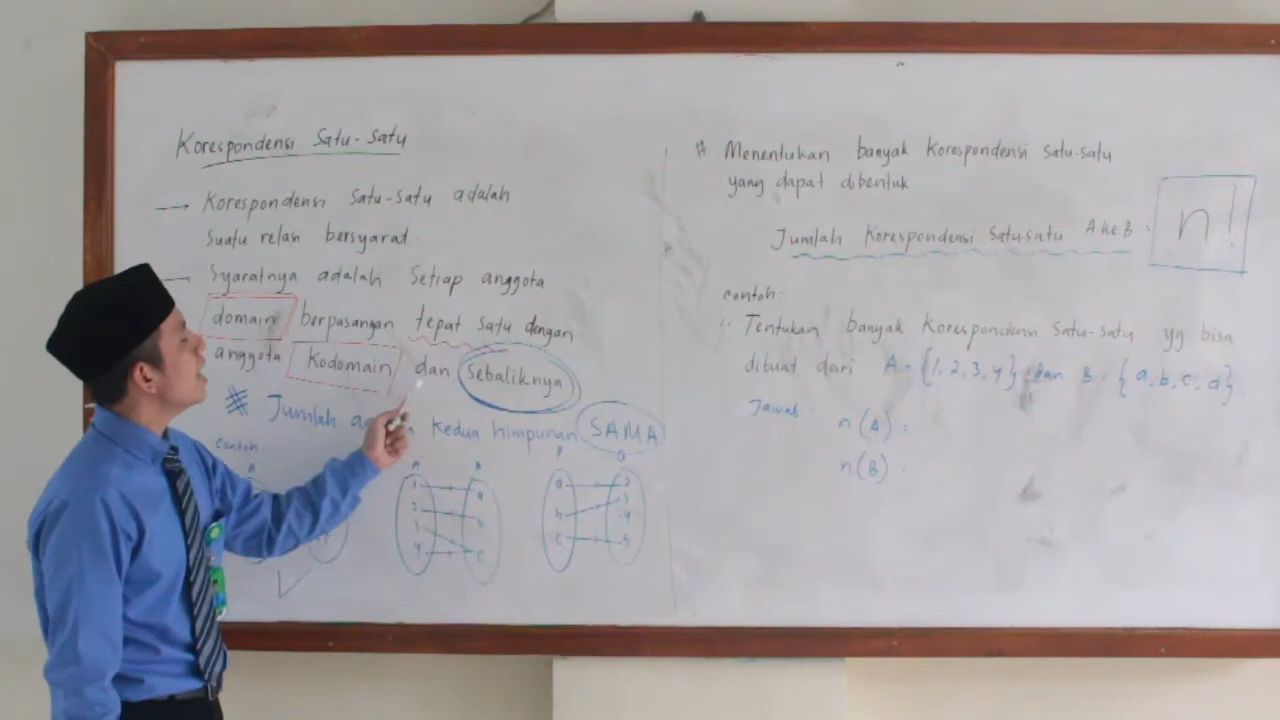 Korespondensi Satu-Satu
→ Korespondensi Satu-Satu adalah
Suatu relasi bersyarat
→ Syaratnya adalah Setiap anggota
domain berpasangan tepat satu dengan
anggota Kodomain dan Sebaliknya
Jumlah kedua himpunan SAMA
Contoh
A
A
1
2
3
4
a
b
c
P
a
b
c
Q
2
3
4
5
Menentukan banyak Korespondensi Satu-Satu
yang dapat dibentuk
Jumlah Korespondensi Satu-satu A ke B = n!
Contoh:
Tentukan banyak Korespondensi Satu-Satu yg bisa
dibuat dari A = {1, 2, 3, 4} dan B = {a, b, c, d}
Jawab :
n(A) =
n(B)